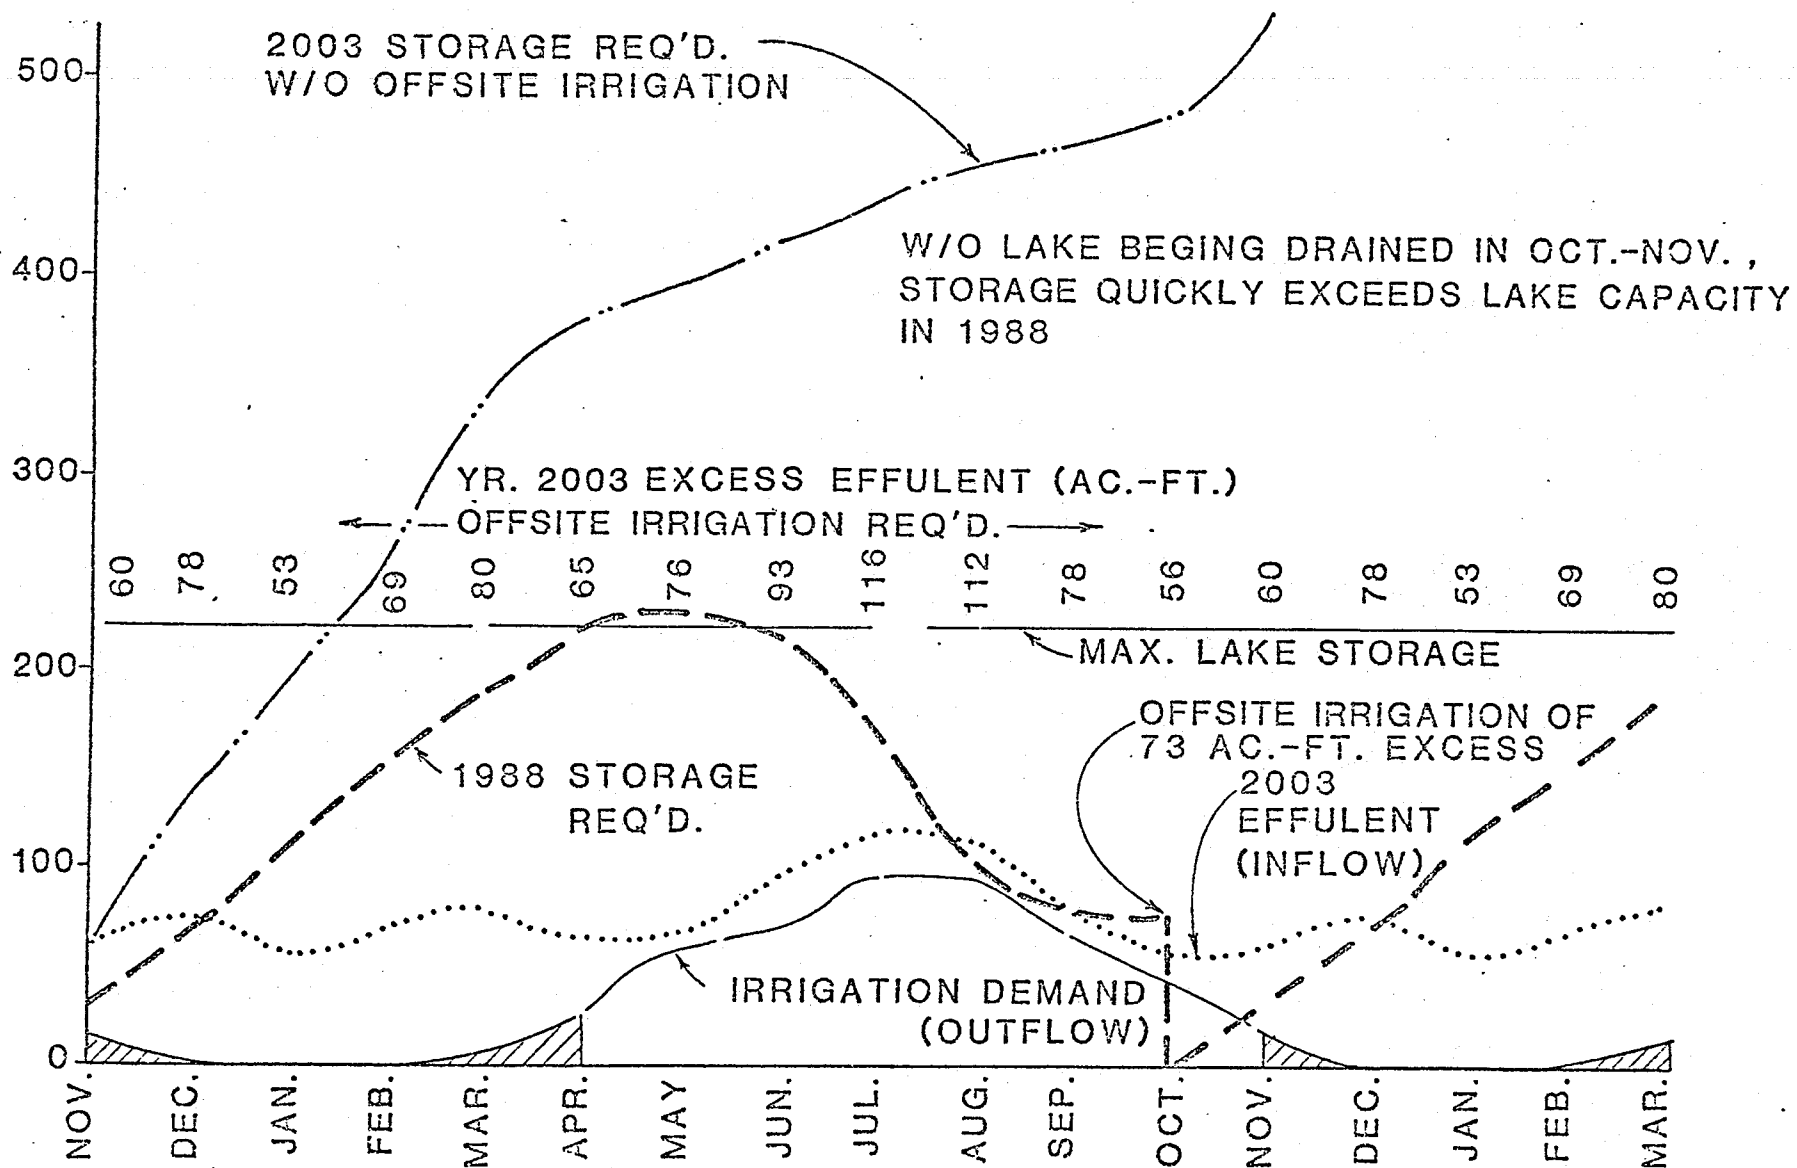 2003 STORAGE REQ'D.
W/O OFFSITE IRRIGATION
500
400
300
200
100
0
W/O LAKE BEGING DRAINED IN OCT.-NOV.,
STORAGE QUICKLY EXCEEDS LAKE CAPACITY
IN 1988
YR. 2003 EXCESS EFFULENT (AC.-FT.)
OFFSITE IRRIGATION REQ'D.
60 78 53 69 80 65 76 93 116 112 78 56 60 78 53 69 80
MAX. LAKE STORAGE
OFFSITE IRRIGATION OF
73 AC.-FT. EXCESS
1988 STORAGE
REQ'D.
2003
EFFULENT
(INFLOW)
IRRIGATION DEMAND
(OUTFLOW)
NOV. DEC. JAN. FEB. MAR. APR. MAY JUN. JUL. AUG. SEP. OCT. NOV. DEC. JAN. FEB. MAR.